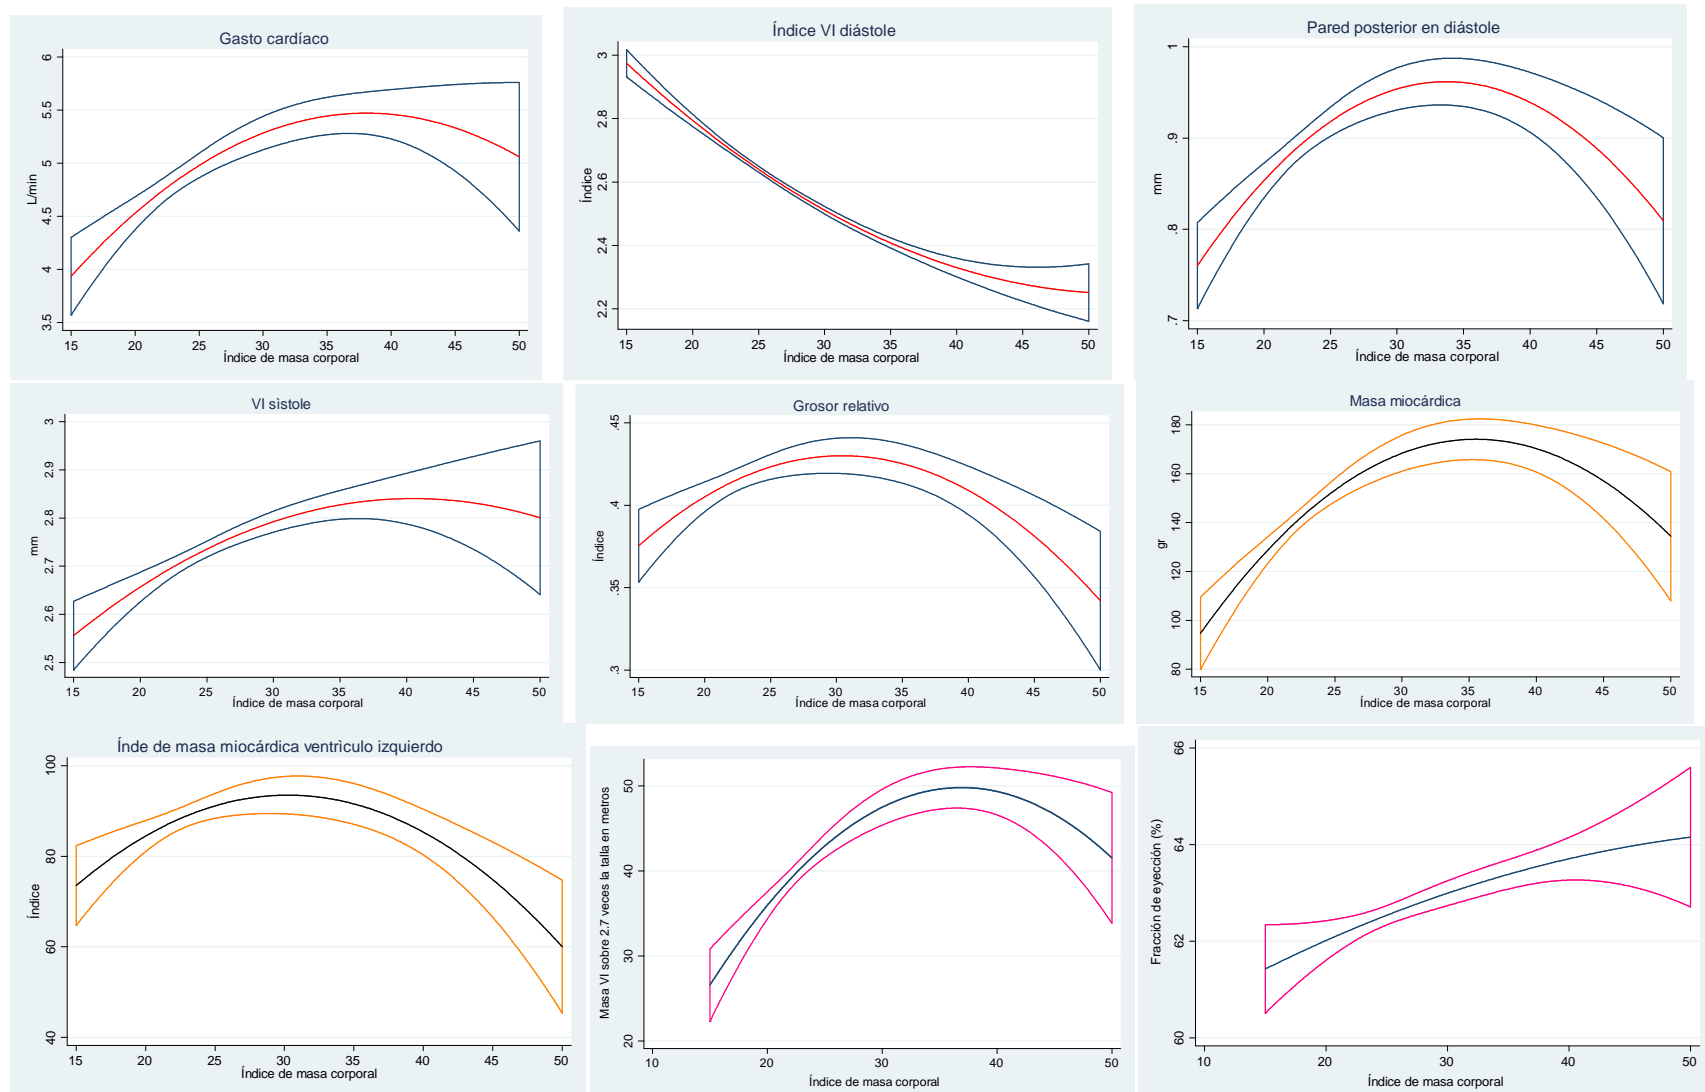 Gasto cardíaco
L/min
6
5.5
5
4.5
4
3.5
15 20 25 30 35 40 45 50
Índice de masa corporal
Índice VI diástole
Índice
3
2.8
2.6
2.4
2.2
15 20 25 30 35 40 45 50
Índice de masa corporal
Pared posterior en diástole
mm
1
.9
.8
.7
15 20 25 30 35 40 45 50
Índice de masa corporal
VI sìstole
mm
3
2.9
2.8
2.7
2.6
2.5
15 20 25 30 35 40 45 50
Índice de masa corporal
Grosor relativo
Índice
.45
.4
.35
.3
15 20 25 30 35 40 45 50
Índice de masa corporal
Masa miocárdica
gr
180
160
140
120
100
80
15 20 25 30 35 40 45 50
Índice de masa corporal
Índe de masa miocárdica ventrìculo izquierdo
Índice
100
80
60
40
15 20 25 30 35 40 45 50
Índice de masa corporal
Masa VI sobre 2.7 veces la talla en metros
50
40
30
20
10 20 30 40 50
Índice de masa corporal
Fracción de eyección (%)
66
64
62
60
10 20 30 40 50
Índice de masa corporal